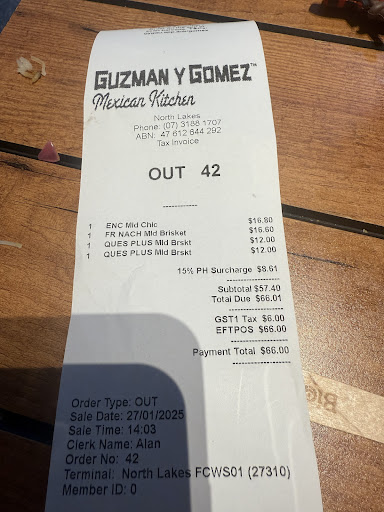 GUZMAN Y GOMEZ™
Mexican Kitchen
North Lakes
Phone: (07) 3188 1707
ABN: 47 612 644 292
Tax Invoice
OUT 42
------------
1 ENC Mld Chic $16.80
1 FR NACH Mld Brisket $16.60
1 QUES PLUS Mld Brskt $12.00
1 QUES PLUS Mld Brskt $12.00
------------------
15% PH Surcharge $8.61
------------------
Subtotal $57.40
Total Due $66.01
------------------
GST1 Tax $6.00
EFTPOS $66.00
------------------
Payment Total $66.00
------------------
Order Type: OUT
Sale Date: 27/01/2025
Sale Time: 14:03
Clerk Name: Alan
Order No: 42
Terminal: North Lakes FCWS01 (27310)
Member ID: 0